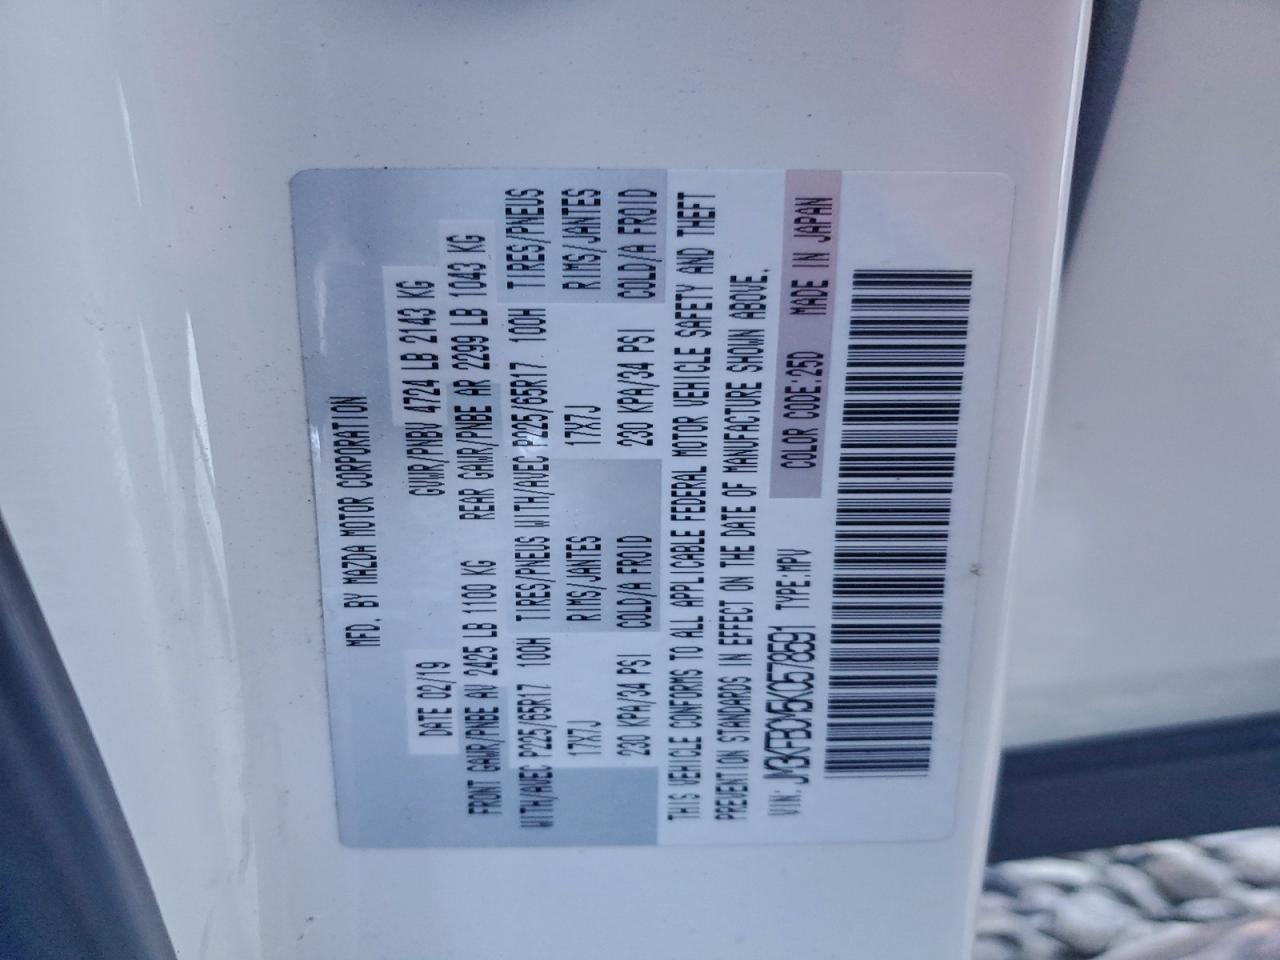 MFD. BY MAZDA MOTOR CORPORATION
DATE 02/19 GVWR/PNBV 4724 LB 2143 KG
FRONT GAWR/PNBE AV 2425 LB 1100 KG REAR GAWR/PNBE AR 2299 LB 1043 KG
WITH/AVEC P225/65R17 100H TIRES/PNEUS WITH/AVEC P225/65R17 100H TIRES/PNEUS
17X7J RIMS/JANTES 17X7J RIMS/JANTES
230 KPA/34 PSI COLD/A FROID 230 KPA/34 PSI COLD/A FROID
THIS VEHICLE CONFORMS TO ALL APPLICABLE FEDERAL MOTOR VEHICLE SAFETY AND THEFT
PREVENTION STANDARDS IN EFFECT ON THE DATE OF MANUFACTURE SHOWN ABOVE.
VIN: TYPE:MPV COLOR CODE:25D MADE IN JAPAN